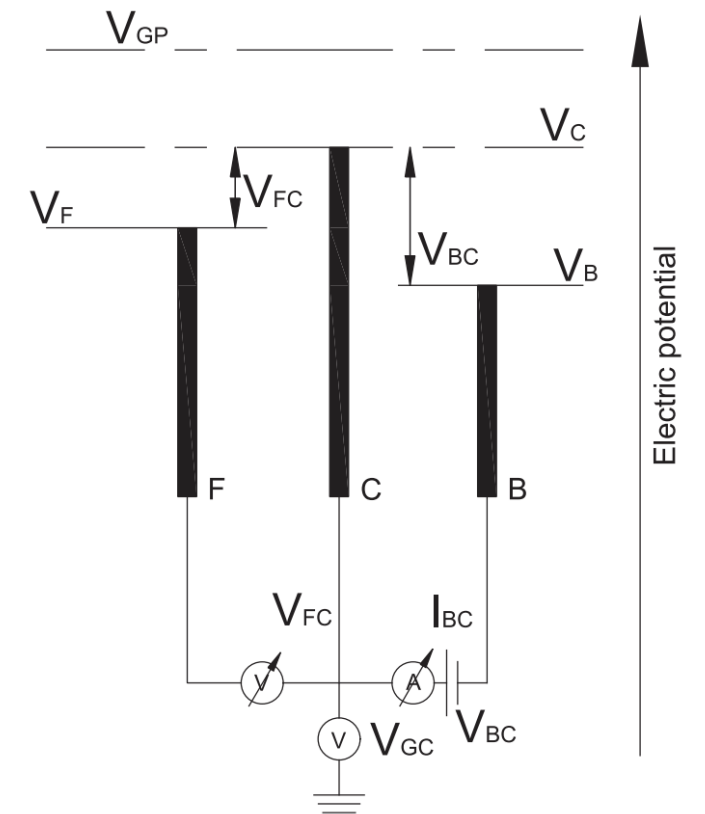 VGP
VC
VFC
VF
VBC
VB
Electric potential
F
C
B
VFC
IBC
V
A
VBC
V
VGC